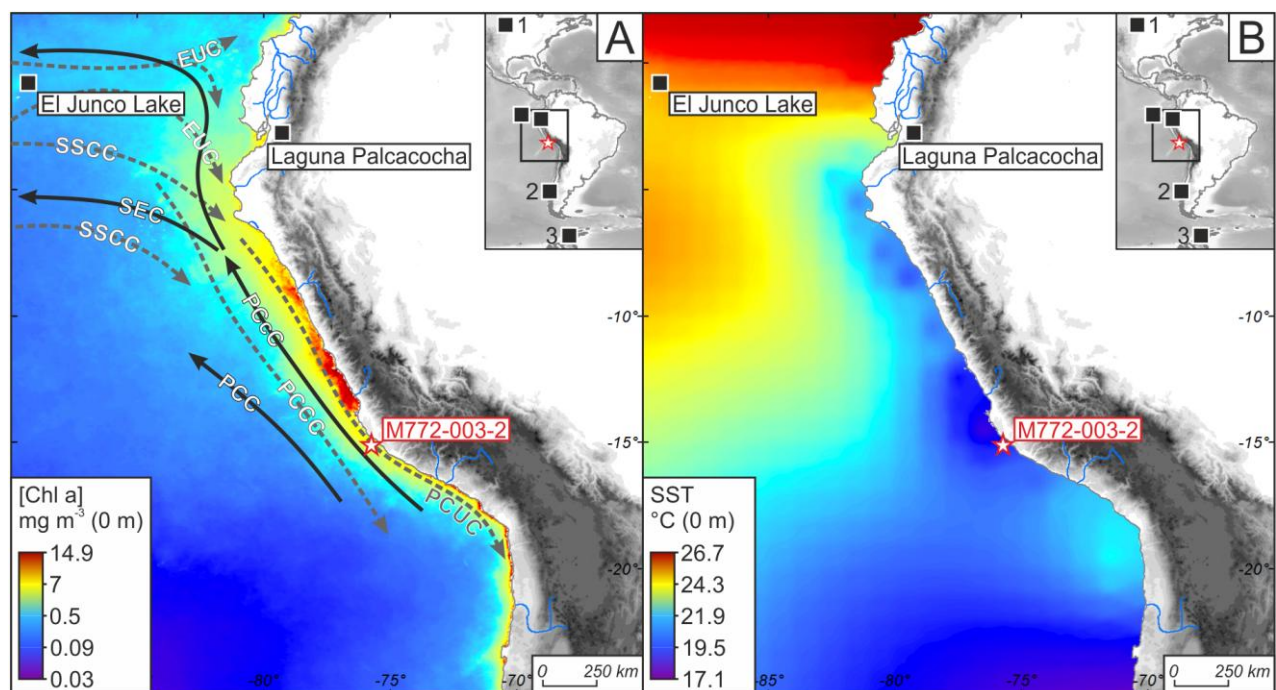 A
1
2
3
EUC
El Junco Lake
EUC
Laguna Palcacocha
SSCC
SEC
SSCC
PCcC
PCC
PCCC
M772-003-2
PCUC
-10°
-15°
-20°
[Chl a]
mg m⁻³ (0 m)
14.9
7
0.5
0.09
0.03
-80°
-75°
-70°
0 250 km
B
1
2
3
El Junco Lake
Laguna Palcacocha
-10°
M772-003-2
-15°
-20°
SST
°C (0 m)
26.7
24.3
21.9
19.5
17.1
-85°
-80°
-75°
-70°
0 250 km